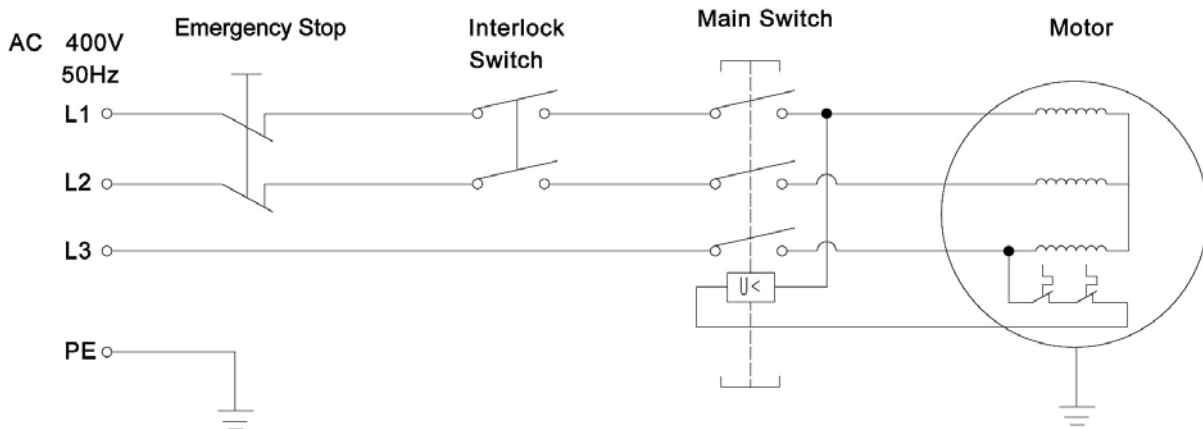 AC 400V
50Hz
Emergency Stop
Interlock
Switch
Main Switch
Motor
L1
L2
L3
U<
PE